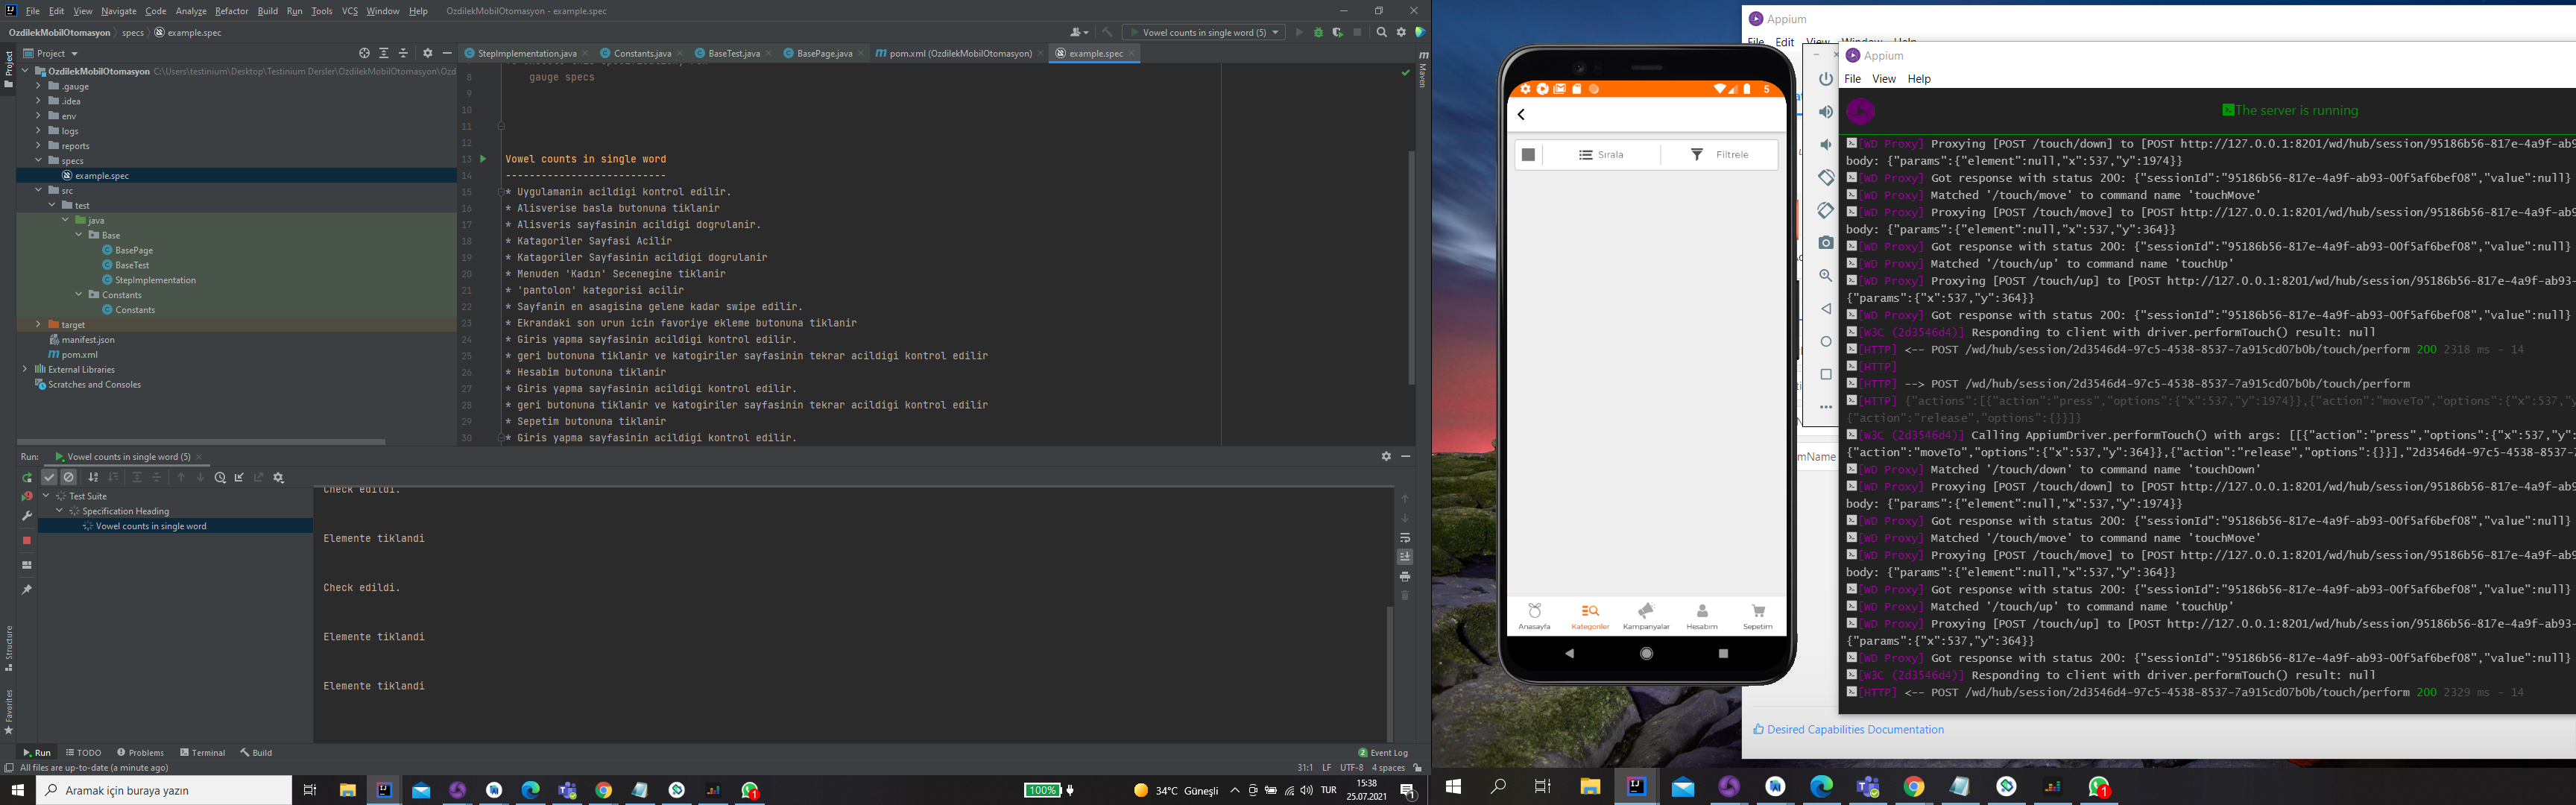 File Edit View Navigate Code Analyze Refactor Build Run Tools VCS Window Help OzdilekMobilOtomasyon - example.spec
OzdilekMobilOtomasyon specs example.spec
Vowel counts in single word (5)
Project
StepImplementation.java Constants.java BaseTest.java BasePage.java pom.xml (OzdilekMobilOtomasyon) example.spec
OzdilekMobilOtomasyon C:\Users\testinium\Desktop\Testinium Dersler\OzdilekMobilOtomasyon\Ozd
.gauge
.idea
env
logs
reports
specs
example.spec
src
test
java
Base
BasePage
BaseTest
StepImplementation
Constants
Constants
target
manifest.json
pom.xml
External Libraries
Scratches and Consoles
Project
Maven
8 gauge specs
9
10
11
12
13 Vowel counts in single word
14 ---------------------------
15 * Uygulamanin acildigi kontrol edilir.
16 * Alisverise basla butonuna tiklanir
17 * Alisveris sayfasinin acildigi dogrulanir.
18 * Katagoriler Sayfasi Acilir
19 * Katagoriler Sayfasinin acildigi dogrulanir
20 * Menuden 'Kadın' Secenegine tiklanir
21 * 'pantolon' kategorisi acilir
22 * Sayfanin en asagisina gelene kadar swipe edilir.
23 * Ekrandaki son urun icin favoriye ekleme butonuna tiklanir
24 * Giris yapma sayfasinin acildigi kontrol edilir.
25 * geri butonuna tiklanir ve katogiriler sayfasinin tekrar acildigi kontrol edilir
26 * Hesabim butonuna tiklanir
27 * Giris yapma sayfasinin acildigi kontrol edilir.
28 * geri butonuna tiklanir ve katogiriler sayfasinin tekrar acildigi kontrol edilir
29 * Sepetim butonuna tiklanir
30 * Giris yapma sayfasinin acildigi kontrol edilir.
Run: Vowel counts in single word (5)
Test Suite
Specification Heading
Vowel counts in single word
Check edildi.
Elemente tiklandi
Check edildi.
Elemente tiklandi
Elemente tiklandi
Structure
Favorites
Run TODO Problems Terminal Build
2 Event Log
All files are up-to-date (a minute ago)
31:1 LF UTF-8 4 spaces
Aramak için buraya yazın
100%
34°C Güneşli
TUR
15:38
25.07.2021
5
Sırala Filtrele
Anasayfa Kategoriler Kampanyalar Hesabım Sepetim
Appium
File Edit View Window Help
mName
Desired Capabilities Documentation
Appium
File View Help
The server is running
[WD Proxy] Proxying [POST /touch/down] to [POST http://127.0.0.1:8201/wd/hub/session/95186b56-817e-4a9f-ab9
body: {"params":{"element":null,"x":537,"y":1974}}
[WD Proxy] Got response with status 200: {"sessionId":"95186b56-817e-4a9f-ab93-00f5af6bef08","value":null}
[WD Proxy] Matched '/touch/move' to command name 'touchMove'
[WD Proxy] Proxying [POST /touch/move] to [POST http://127.0.0.1:8201/wd/hub/session/95186b56-817e-4a9f-ab9
body: {"params":{"element":null,"x":537,"y":364}}
[WD Proxy] Got response with status 200: {"sessionId":"95186b56-817e-4a9f-ab93-00f5af6bef08","value":null}
[WD Proxy] Matched '/touch/up' to command name 'touchUp'
[WD Proxy] Proxying [POST /touch/up] to [POST http://127.0.0.1:8201/wd/hub/session/95186b56-817e-4a9f-ab93-
{"params":{"x":537,"y":364}}
[WD Proxy] Got response with status 200: {"sessionId":"95186b56-817e-4a9f-ab93-00f5af6bef08","value":null}
[W3C (2d3546d4)] Responding to client with driver.performTouch() result: null
[HTTP] <-- POST /wd/hub/session/2d3546d4-97c5-4538-8537-7a915cd07b0b/touch/perform 200 2318 ms - 14
[HTTP]
[HTTP] --> POST /wd/hub/session/2d3546d4-97c5-4538-8537-7a915cd07b0b/touch/perform
[HTTP] {"actions":[{"action":"press","options":{"x":537,"y":1974}},{"action":"moveTo","options":{"x":537,"y
{"action":"release","options":{}}]}
[W3C (2d3546d4)] Calling AppiumDriver.performTouch() with args: [[{"action":"press","options":{"x":537,"y":
{"action":"moveTo","options":{"x":537,"y":364}},{"action":"release","options":{}}],"2d3546d4-97c5-4538-8537-
[WD Proxy] Matched '/touch/down' to command name 'touchDown'
[WD Proxy] Proxying [POST /touch/down] to [POST http://127.0.0.1:8201/wd/hub/session/95186b56-817e-4a9f-ab9
body: {"params":{"element":null,"x":537,"y":1974}}
[WD Proxy] Got response with status 200: {"sessionId":"95186b56-817e-4a9f-ab93-00f5af6bef08","value":null}
[WD Proxy] Matched '/touch/move' to command name 'touchMove'
[WD Proxy] Proxying [POST /touch/move] to [POST http://127.0.0.1:8201/wd/hub/session/95186b56-817e-4a9f-ab9
body: {"params":{"element":null,"x":537,"y":364}}
[WD Proxy] Got response with status 200: {"sessionId":"95186b56-817e-4a9f-ab93-00f5af6bef08","value":null}
[WD Proxy] Matched '/touch/up' to command name 'touchUp'
[WD Proxy] Proxying [POST /touch/up] to [POST http://127.0.0.1:8201/wd/hub/session/95186b56-817e-4a9f-ab93-
{"params":{"x":537,"y":364}}
[WD Proxy] Got response with status 200: {"sessionId":"95186b56-817e-4a9f-ab93-00f5af6bef08","value":null}
[W3C (2d3546d4)] Responding to client with driver.performTouch() result: null
[HTTP] <-- POST /wd/hub/session/2d3546d4-97c5-4538-8537-7a915cd07b0b/touch/perform 200 2329 ms - 14